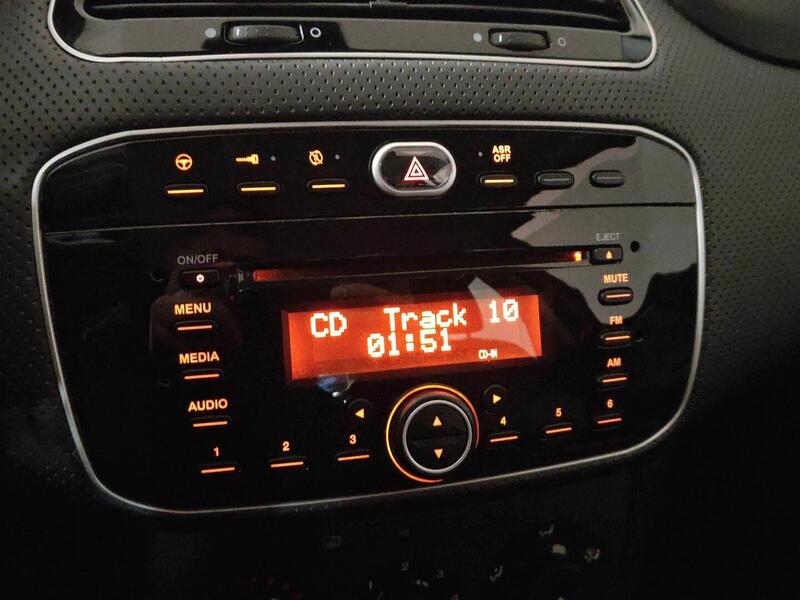 ASR
OFF
ON/OFF
EJECT
MENU
MUTE
CD Track 10
01:51
CD-IN
FM
MEDIA
AM
AUDIO
1
2
3
4
5
6